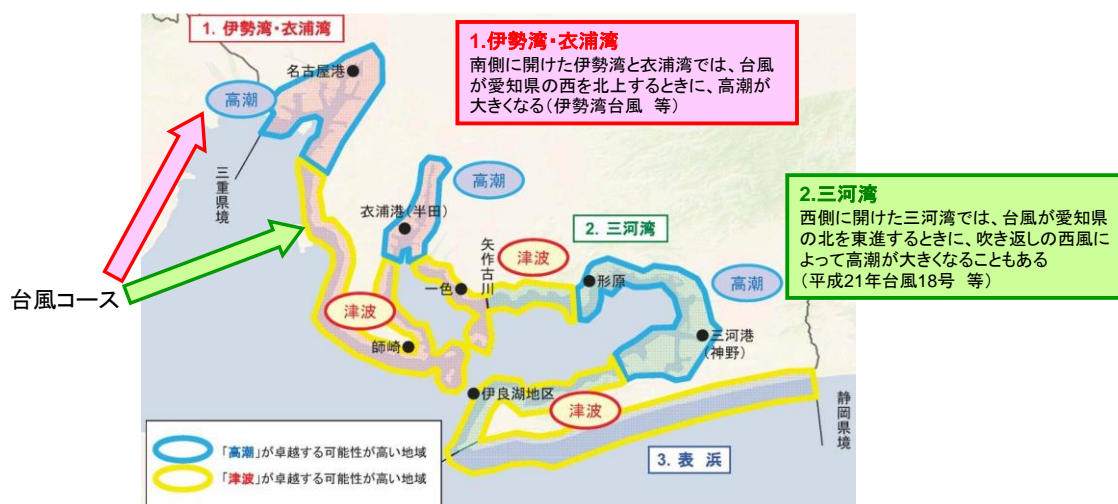 1. 伊勢湾・衣浦湾
名古屋港
高潮
三重県境
1.伊勢湾・衣浦湾
南側に開けた伊勢湾と衣浦湾では、台風
が愛知県の西を北上するときに、高潮が
大きくなる(伊勢湾台風 等)
高潮
衣浦港(半田)
矢作古川
2. 三河湾
津波
2.三河湾
西側に開けた三河湾では、台風が愛知県
の北を東進するときに、吹き返しの西風に
よって高潮が大きくなることもある
(平成21年台風18号 等)
台風コース
一色
形原
高潮
津波
師崎
三河港
(神野)
伊良湖地区
津波
静岡県境
3. 表 浜
「高潮」が卓越する可能性が高い地域
「津波」が卓越する可能性が高い地域